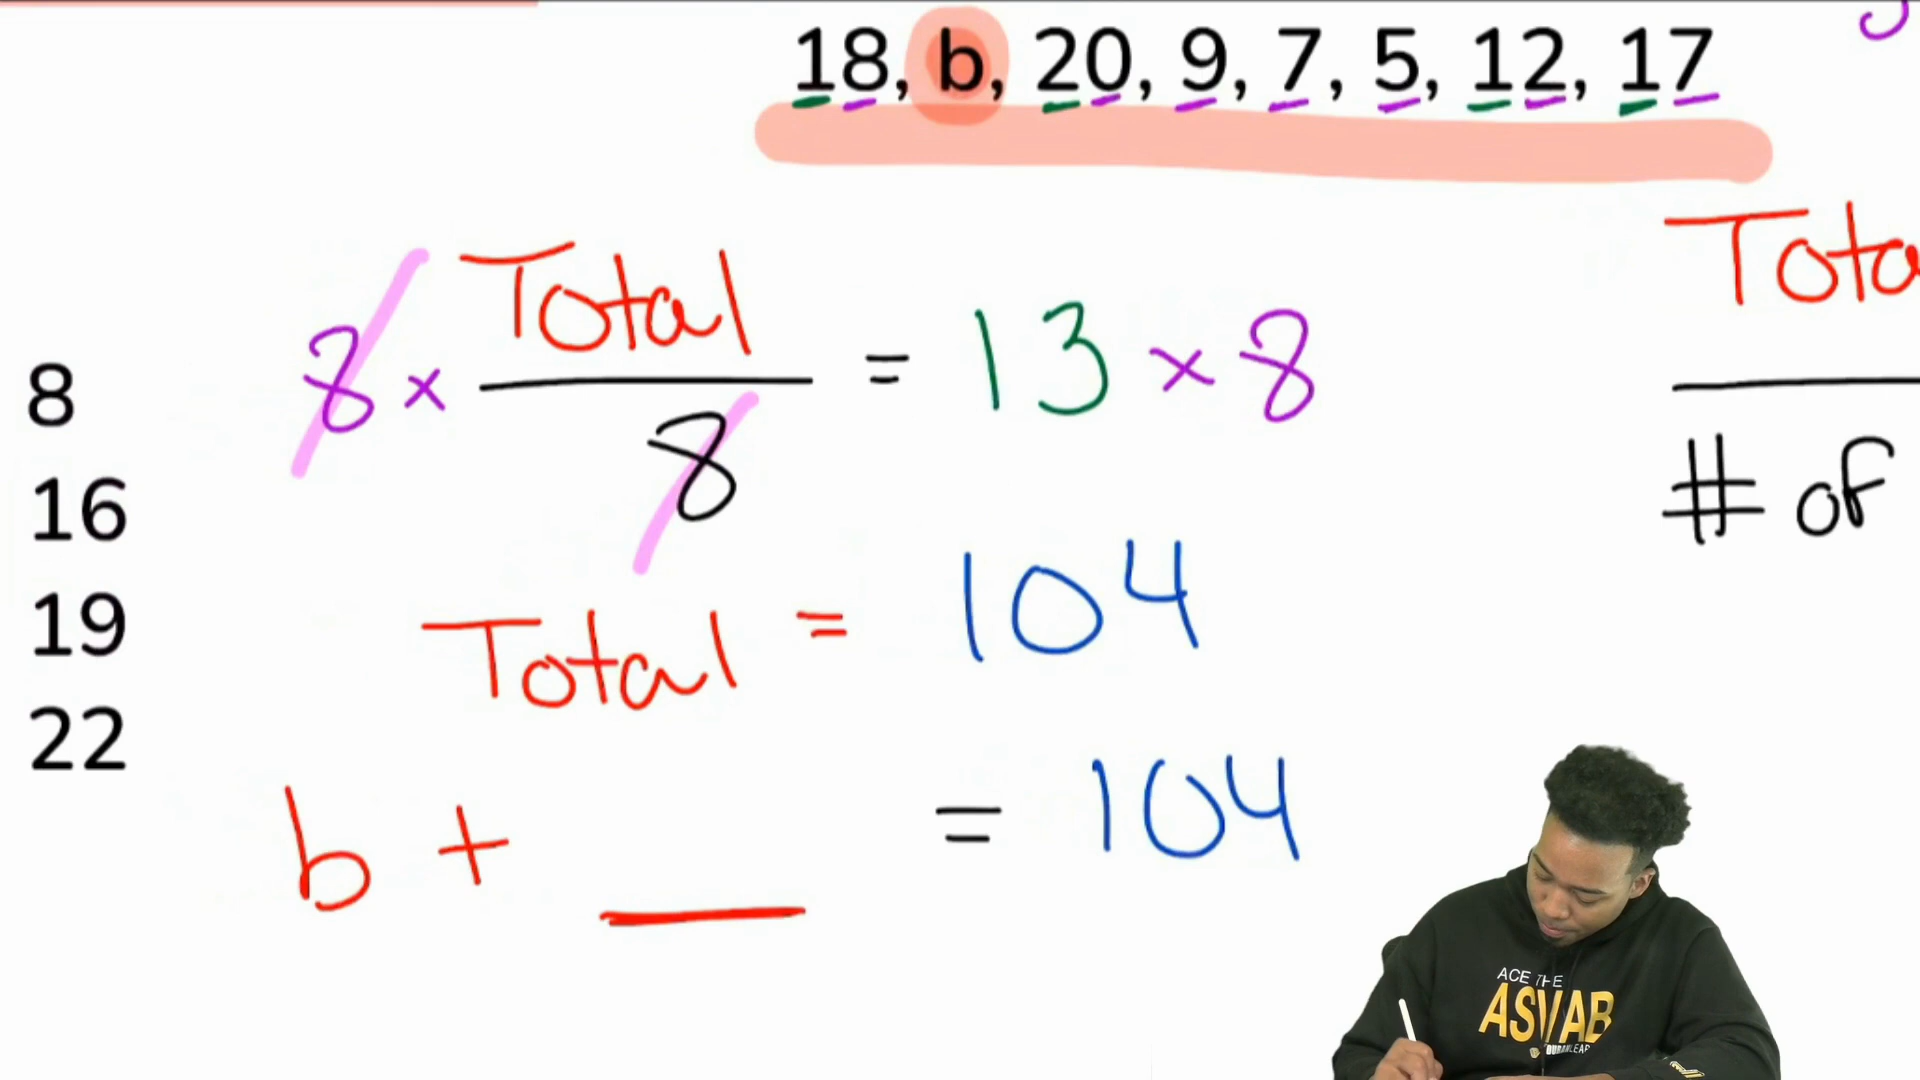 18, b, 20, 9, 7, 5, 12, 17
8 × Total / 8 = 13 × 8
8
16
19
22
# of
Total = 104
b + ___ = 104
ACE THE
ASVAB